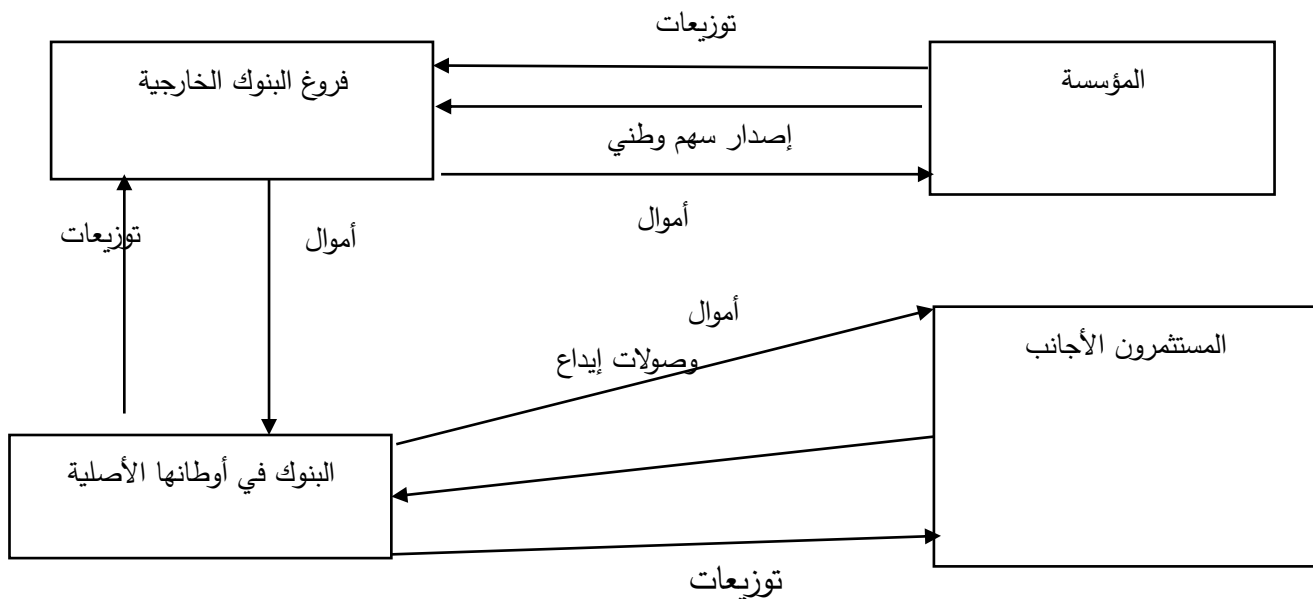 توزيعات
المؤسسة
فروغ البنوك الخارجية
إصدار سهم وطني
أموال
توزيعات
أموال
أموال
المستثمرون الأجانب
وصولات إيداع
البنوك في أوطانها الأصلية
توزيعات